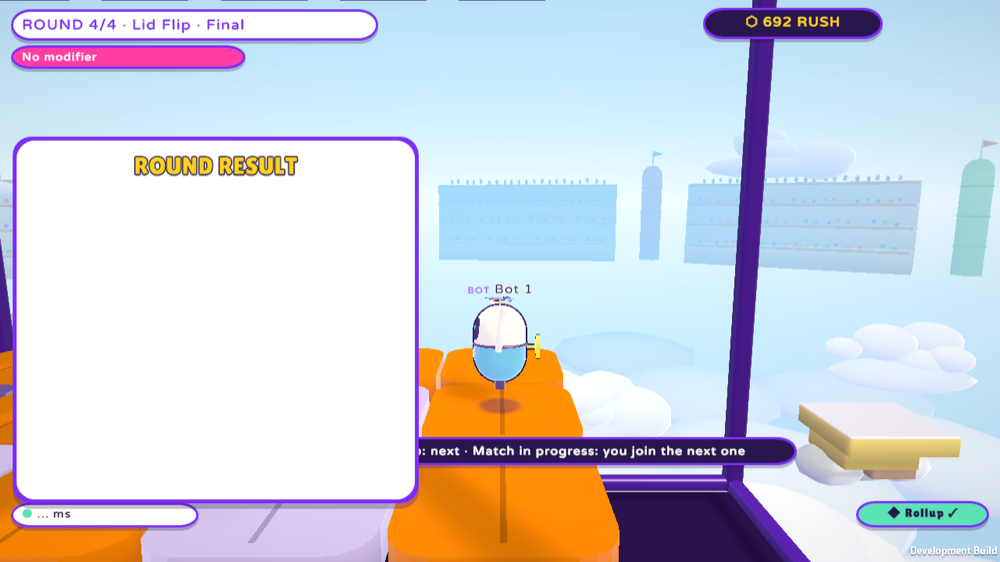 ROUND 4/4 · Lid Flip · Final
692 RUSH
No modifier
ROUND RESULT
BOT Bot 1
: next · Match in progress: you join the next one
... ms
◆ Rollup ✓
Development Build